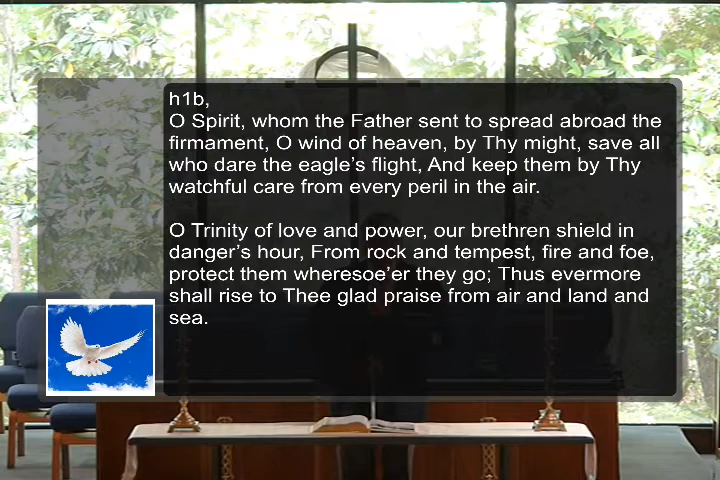 h1b,
O Spirit, whom the Father sent to spread abroad the
firmament, O wind of heaven, by Thy might, save all
who dare the eagle’s flight, And keep them by Thy
watchful care from every peril in the air.
O Trinity of love and power, our brethren shield in
danger’s hour, From rock and tempest, fire and foe,
protect them wheresoe’er they go; Thus evermore
shall rise to Thee glad praise from air and land and
sea.